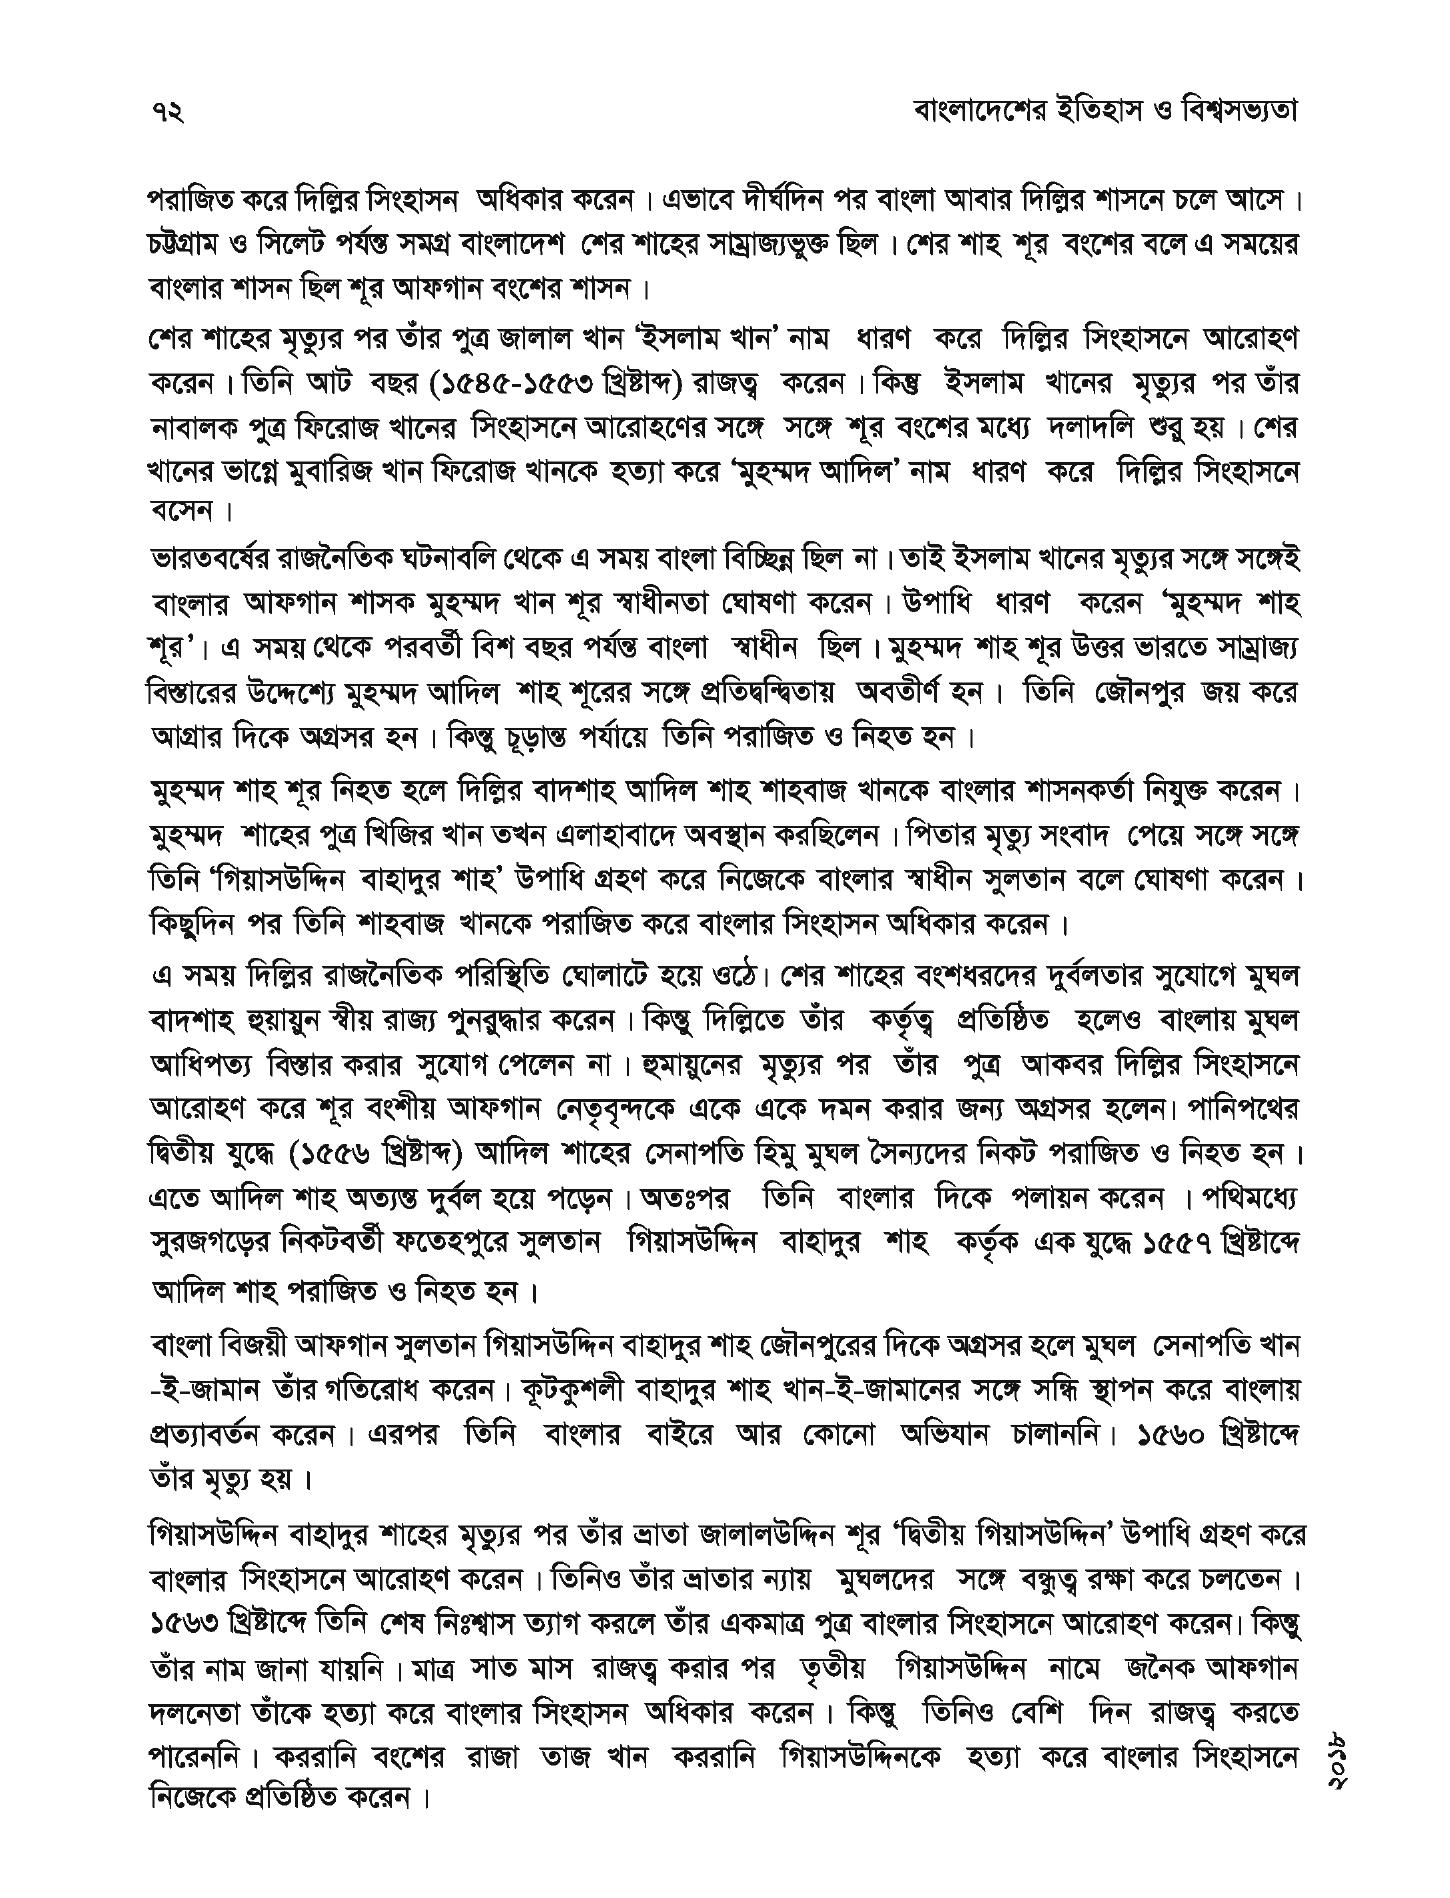 ৭২
বাংলাদেশের ইতিহাস ও বিশ্বসভ্যতা
পরাজিত করে দিল্লির সিংহাসন অধিকার করেন। এভাবে দীর্ঘদিন পর বাংলা আবার দিল্লির শাসনে চলে আসে।
চট্টগ্রাম ও সিলেট পর্যন্ত সমগ্র বাংলাদেশ শের শাহের সাম্রাজ্যভুক্ত ছিল। শের শাহ শূর বংশের বলে এ সময়ের
বাংলার শাসন ছিল শূর আফগান বংশের শাসন।
শের শাহের মৃত্যুর পর তাঁর পুত্র জালাল খান ‘ইসলাম খান’ নাম ধারণ করে দিল্লির সিংহাসনে আরোহণ
করেন। তিনি আট বছর (১৫৪৫-১৫৫৩ খ্রিষ্টাব্দ) রাজত্ব করেন। কিন্তু ইসলাম খানের মৃত্যুর পর তাঁর
নাবালক পুত্র ফিরোজ খানের সিংহাসনে আরোহণের সঙ্গে সঙ্গে শূর বংশের মধ্যে দলাদলি শুরু হয়। শের
খানের ভাগ্নে মুবারিজ খান ফিরোজ খানকে হত্যা করে ‘মুহম্মদ আদিল’ নাম ধারণ করে দিল্লির সিংহাসনে
বসেন।
ভারতবর্ষের রাজনৈতিক ঘটনাবলি থেকে এ সময় বাংলা বিচ্ছিন্ন ছিল না। তাই ইসলাম খানের মৃত্যুর সঙ্গে সঙ্গেই
বাংলার আফগান শাসক মুহম্মদ খান শূর স্বাধীনতা ঘোষণা করেন। উপাধি ধারণ করেন ‘মুহম্মদ শাহ
শূর’। এ সময় থেকে পরবর্তী বিশ বছর পর্যন্ত বাংলা স্বাধীন ছিল। মুহম্মদ শাহ শূর উত্তর ভারতে সাম্রাজ্য
বিস্তারের উদ্দেশ্যে মুহম্মদ আদিল শাহ শূরের সঙ্গে প্রতিদ্বন্দ্বিতায় অবতীর্ণ হন। তিনি জৌনপুর জয় করে
আগ্রার দিকে অগ্রসর হন। কিন্তু চূড়ান্ত পর্যায়ে তিনি পরাজিত ও নিহত হন।
মুহম্মদ শাহ শূর নিহত হলে দিল্লির বাদশাহ আদিল শাহ শাহবাজ খানকে বাংলার শাসনকর্তা নিযুক্ত করেন।
মুহম্মদ শাহের পুত্র খিজির খান তখন এলাহাবাদে অবস্থান করছিলেন। পিতার মৃত্যু সংবাদ পেয়ে সঙ্গে সঙ্গে
তিনি ‘গিয়াসউদ্দিন বাহাদুর শাহ’ উপাধি গ্রহণ করে নিজেকে বাংলার স্বাধীন সুলতান বলে ঘোষণা করেন।
কিছুদিন পর তিনি শাহবাজ খানকে পরাজিত করে বাংলার সিংহাসন অধিকার করেন।
এ সময় দিল্লির রাজনৈতিক পরিস্থিতি ঘোলাটে হয়ে ওঠে। শের শাহের বংশধরদের দুর্বলতার সুযোগে মুঘল
বাদশাহ হুয়ায়ুন স্বীয় রাজ্য পুনরুদ্ধার করেন। কিন্তু দিল্লিতে তাঁর কর্তৃত্ব প্রতিষ্ঠিত হলেও বাংলায় মুঘল
আধিপত্য বিস্তার করার সুযোগ পেলেন না। হুমায়ুনের মৃত্যুর পর তাঁর পুত্র আকবর দিল্লির সিংহাসনে
আরোহণ করে শূর বংশীয় আফগান নেতৃবৃন্দকে একে একে দমন করার জন্য অগ্রসর হলেন। পানিপথের
দ্বিতীয় যুদ্ধে (১৫৫৬ খ্রিষ্টাব্দ) আদিল শাহের সেনাপতি হিমু মুঘল সৈন্যদের নিকট পরাজিত ও নিহত হন।
এতে আদিল শাহ অত্যন্ত দুর্বল হয়ে পড়েন। অতঃপর তিনি বাংলার দিকে পলায়ন করেন । পথিমধ্যে
সুরজগড়ের নিকটবর্তী ফতেহপুরে সুলতান গিয়াসউদ্দিন বাহাদুর শাহ কর্তৃক এক যুদ্ধে ১৫৫৭ খ্রিষ্টাব্দে
আদিল শাহ পরাজিত ও নিহত হন।
বাংলা বিজয়ী আফগান সুলতান গিয়াসউদ্দিন বাহাদুর শাহ জৌনপুরের দিকে অগ্রসর হলে মুঘল সেনাপতি খান
-ই-জামান তাঁর গতিরোধ করেন। কূটকুশলী বাহাদুর শাহ খান-ই-জামানের সঙ্গে সন্ধি স্থাপন করে বাংলায়
প্রত্যাবর্তন করেন। এরপর তিনি বাংলার বাইরে আর কোনো অভিযান চালাননি। ১৫৬০ খ্রিষ্টাব্দে
তাঁর মৃত্যু হয়।
গিয়াসউদ্দিন বাহাদুর শাহের মৃত্যুর পর তাঁর ভ্রাতা জালালউদ্দিন শূর ‘দ্বিতীয় গিয়াসউদ্দিন’ উপাধি গ্রহণ করে
বাংলার সিংহাসনে আরোহণ করেন। তিনিও তাঁর ভ্রাতার ন্যায় মুঘলদের সঙ্গে বন্ধুত্ব রক্ষা করে চলতেন।
১৫৬৩ খ্রিষ্টাব্দে তিনি শেষ নিঃশ্বাস ত্যাগ করলে তাঁর একমাত্র পুত্র বাংলার সিংহাসনে আরোহণ করেন। কিন্তু
তাঁর নাম জানা যায়নি। মাত্র সাত মাস রাজত্ব করার পর তৃতীয় গিয়াসউদ্দিন নামে জনৈক আফগান
দলনেতা তাঁকে হত্যা করে বাংলার সিংহাসন অধিকার করেন। কিন্তু তিনিও বেশি দিন রাজত্ব করতে
পারেননি। কররানি বংশের রাজা তাজ খান কররানি গিয়াসউদ্দিনকে হত্যা করে বাংলার সিংহাসনে
নিজেকে প্রতিষ্ঠিত করেন।
২০১৮